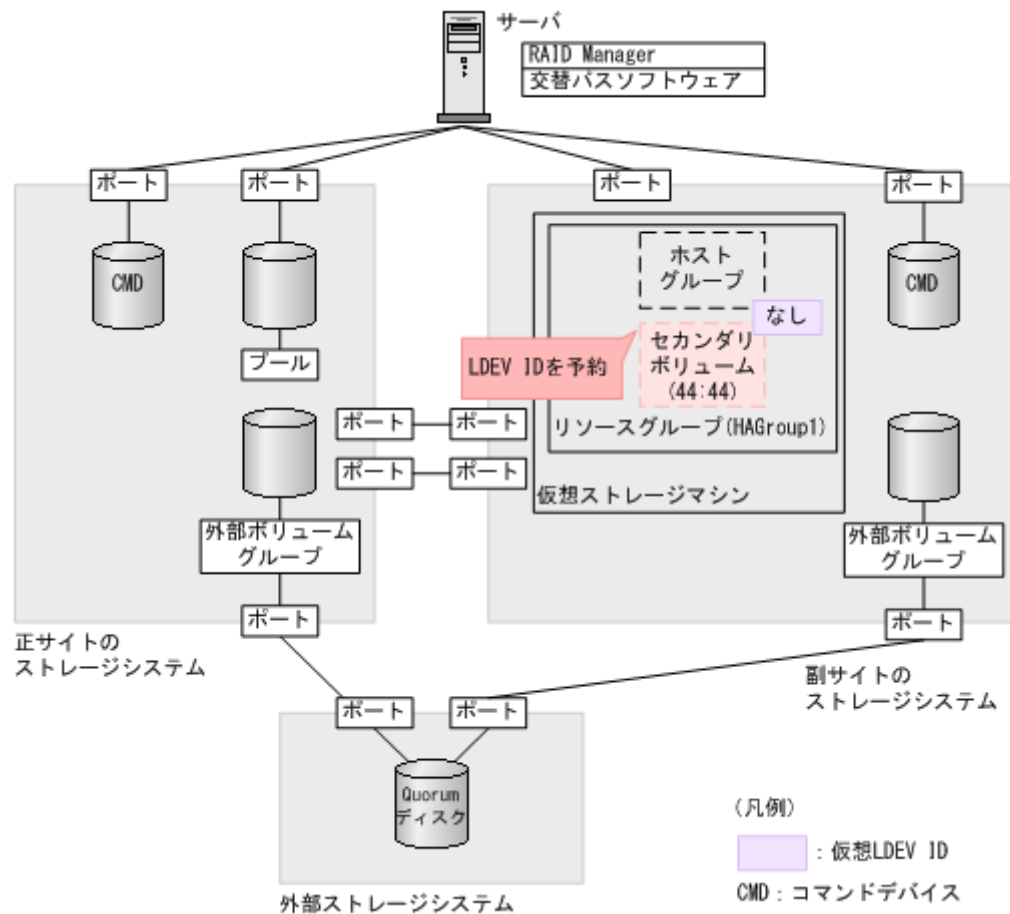 サーバ
RAID Manager
交替パスソフトウェア
ポート
ポート
ポート
ポート
CMD
ホスト
グループ
CMD
なし
プール
LDEV IDを予約
セカンダリ
ボリューム
(44:44)
リソースグループ(HAGroup1)
ポート
ポート
ポート
ポート
仮想ストレージマシン
外部ボリューム
グループ
外部ボリューム
グループ
ポート
ポート
正サイトの
ストレージシステム
副サイトの
ストレージシステム
ポート
ポート
Quorum
ディスク
外部ストレージシステム
(凡例)
:仮想LDEV ID
CMD:コマンドデバイス